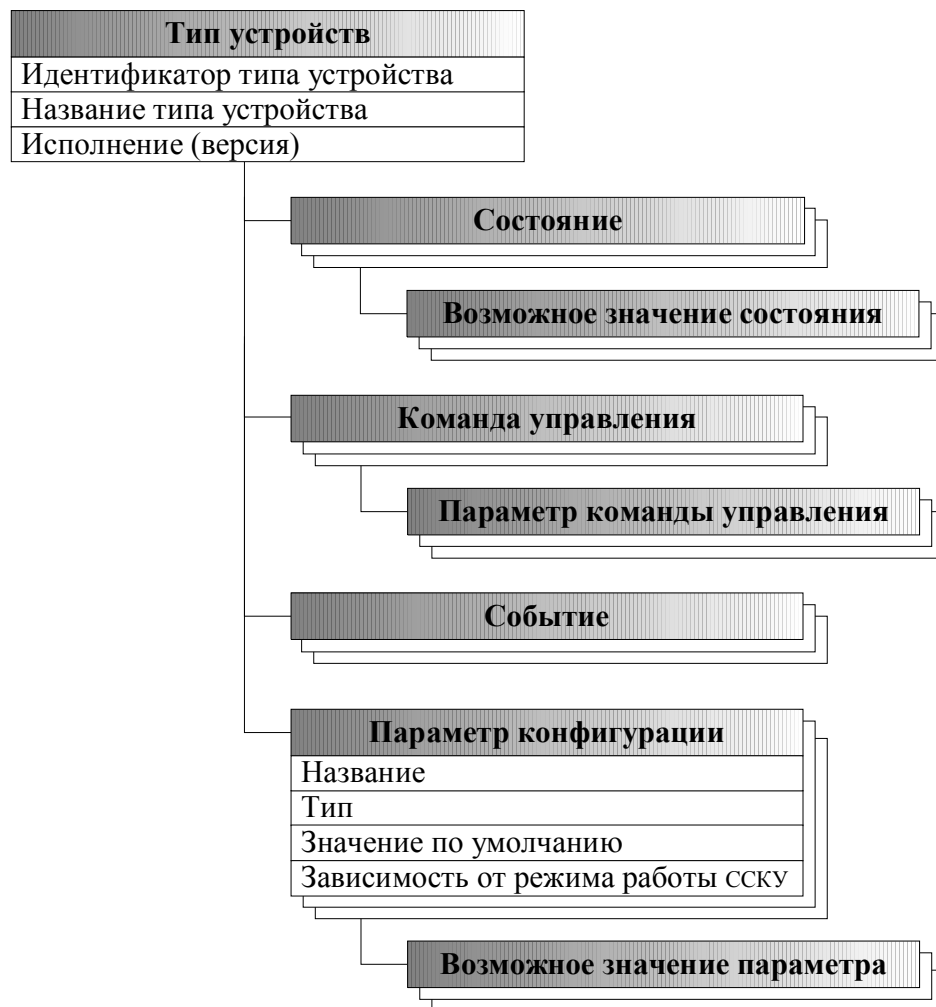 Тип устройств
Идентификатор типа устройства
Название типа устройства
Исполнение (версия)
Состояние
Возможное значение состояния
Команда управления
Параметр команды управления
Событие
Параметр конфигурации
Название
Тип
Значение по умолчанию
Зависимость от режима работы ССКУ
Возможное значение параметра